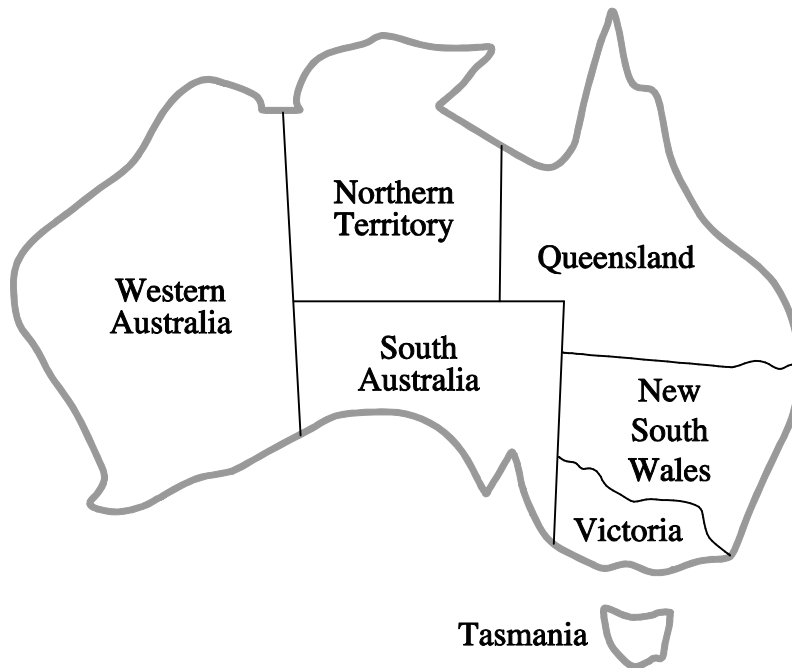 Northern
Territory
Queensland
Western
Australia
South
Australia
New
South
Wales
Victoria
Tasmania